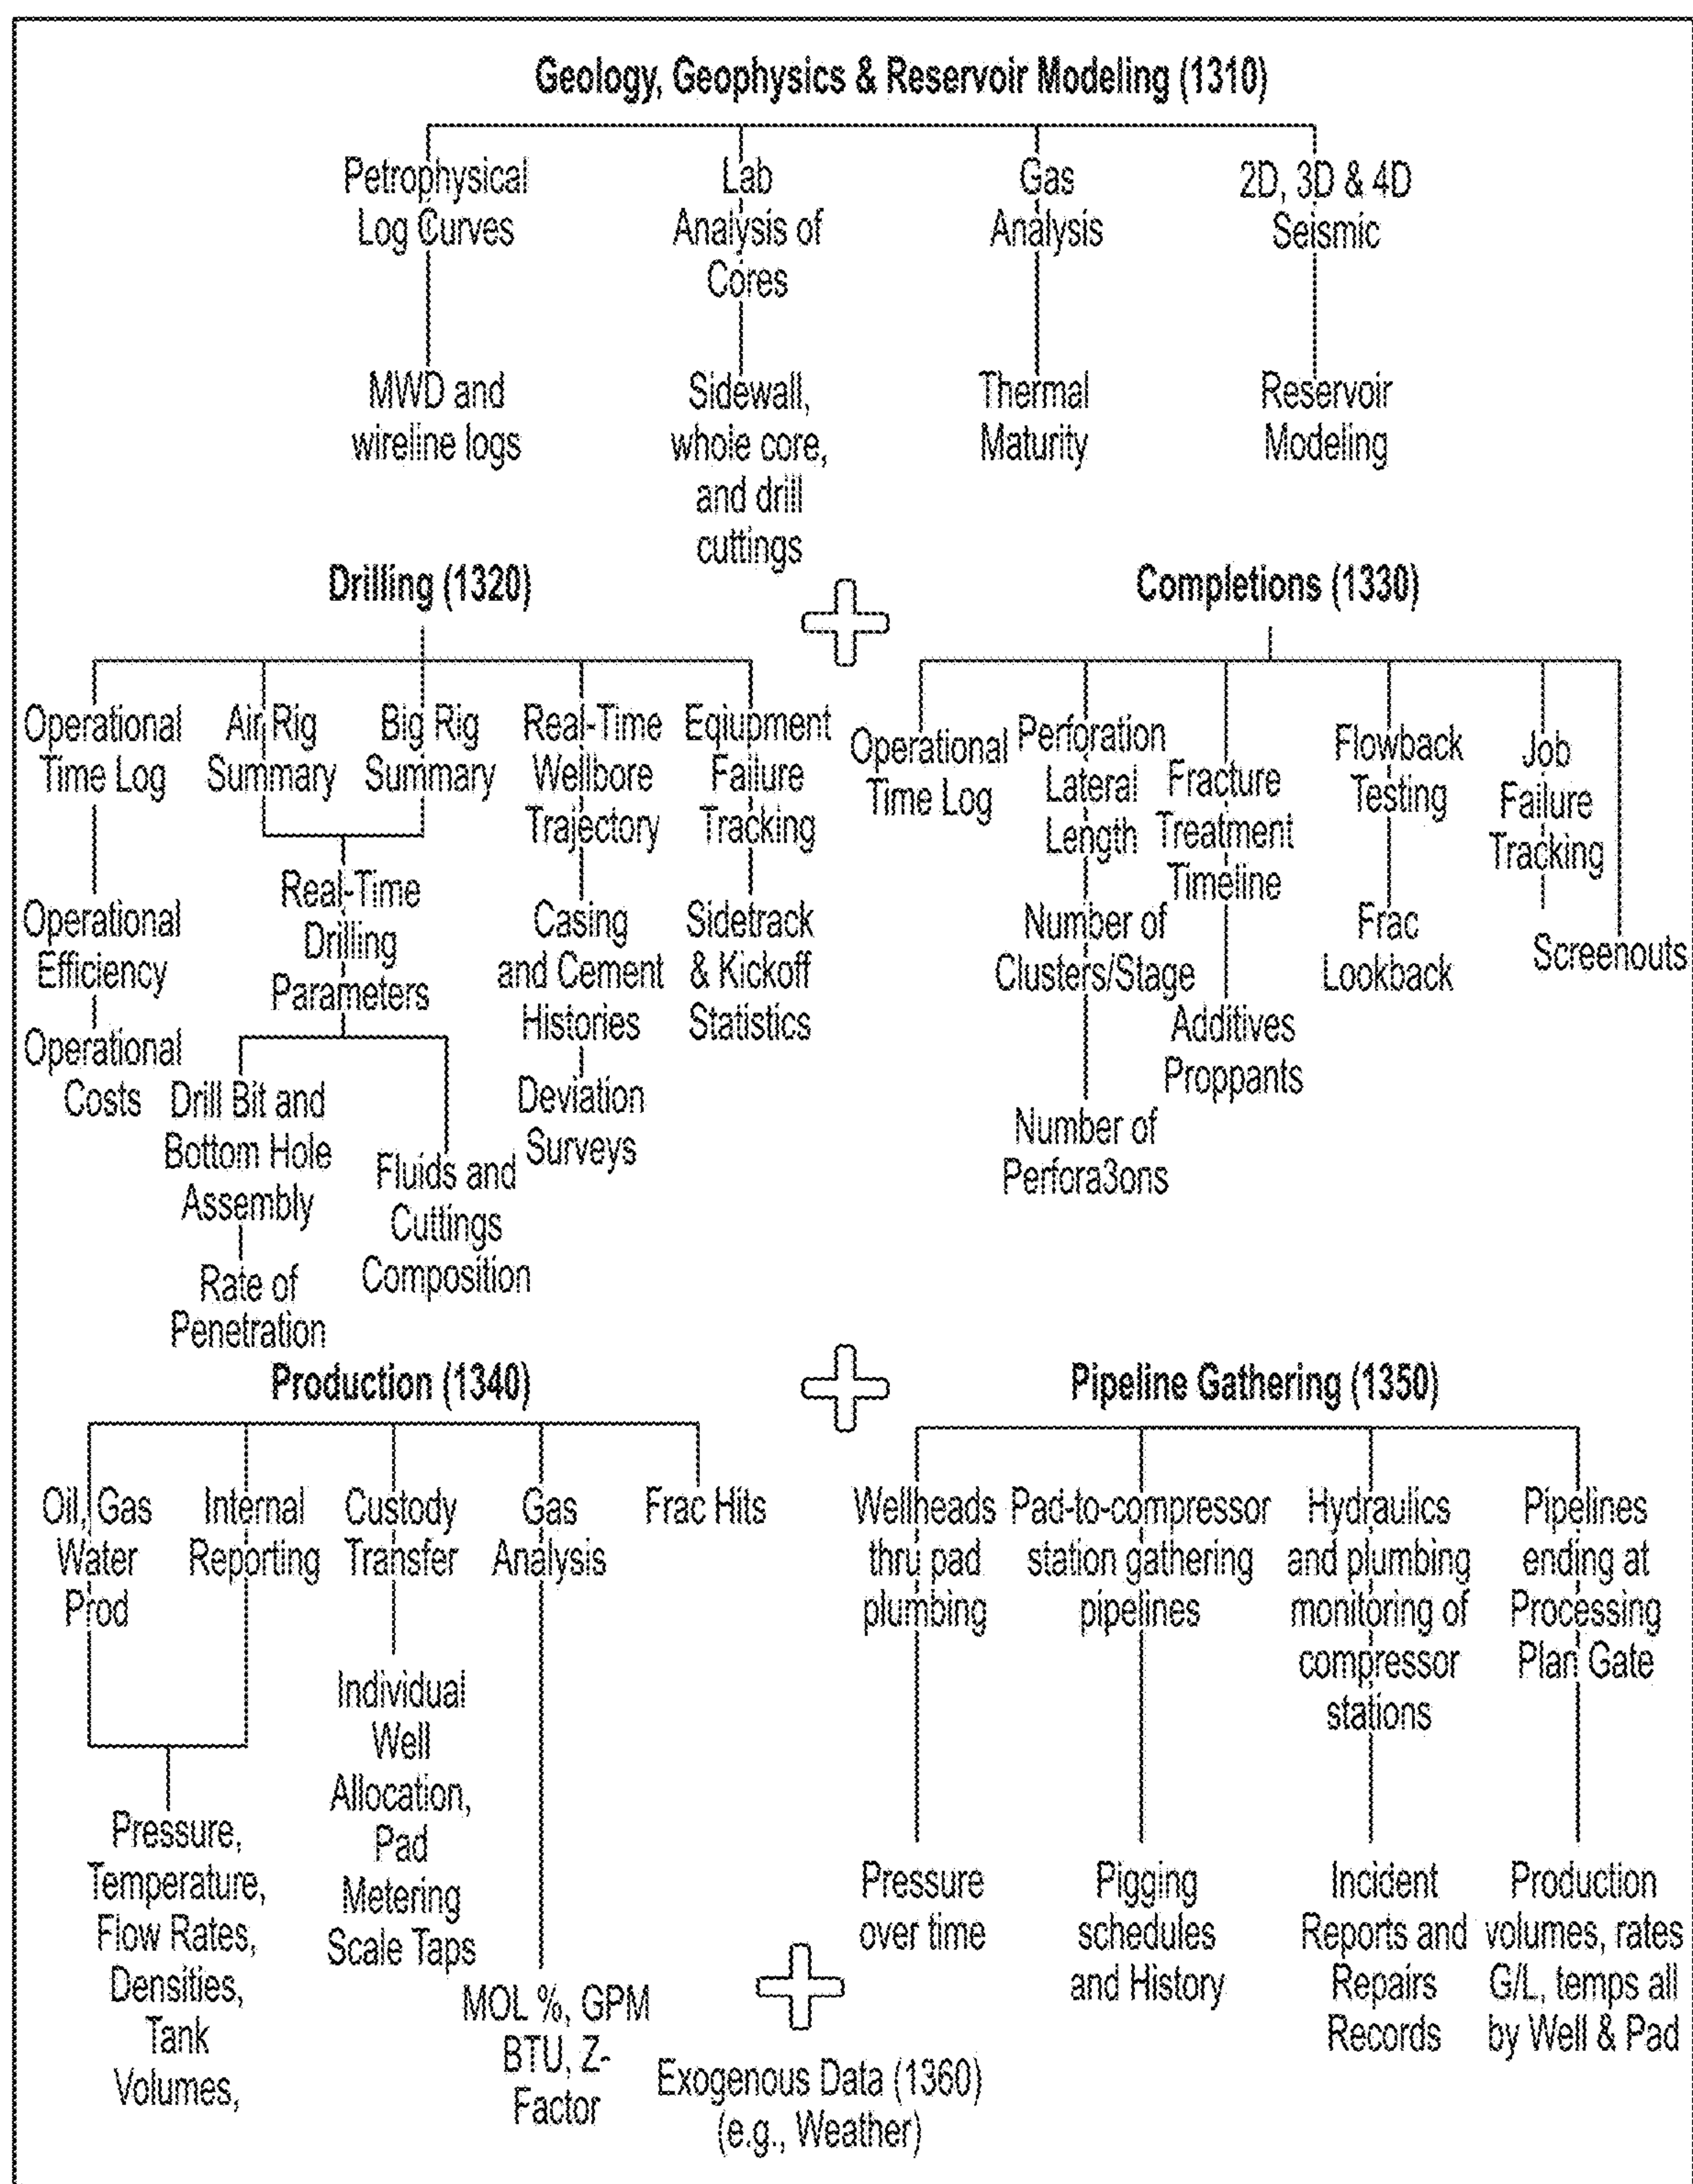 Geology, Geophysics & Reservoir Modeling (1310)
Petrophysical
Log Curves
Lab
Analysis of
Cores
Gas
Analysis
2D, 3D & 4D
Seismic
MWD and
wireline logs
Sidewall,
whole core,
and drill
cuttings
Thermal
Maturity
Reservoir
Modeling
Drilling (1320)
Operational
Time Log
Air Rig
Summary
Big Rig
Summary
Real-Time
Wellbore
Trajectory
Eqiupment
Failure
Tracking
Operational
Efficiency
Operational
Costs
Real-Time
Drilling
Parameters
Casing
and Cement
Histories
Sidetrack
& Kickoff
Statistics
Drill Bit and
Bottom Hole
Assembly
Fluids and
Cuttings
Composition
Deviation
Surveys
Rate of
Penetration
Completions (1330)
Operational
Time Log
Perforation
Lateral
Length
Fracture
Treatment
Timeline
Flowback
Testing
Job
Failure
Tracking
Number of
Clusters/Stage
Frac
Lookback
Screenouts
Additives
Proppants
Number of
Perfora3ons
Production (1340)
Oil, Gas
Water
Prod
Internal
Reporting
Custody
Transfer
Gas
Analysis
Frac Hits
Individual
Well
Allocation,
Pad
Metering
Scale Taps
Pressure,
Temperature,
Flow Rates,
Densities,
Tank
Volumes,
MOL %, GPM
BTU, Z-
Factor
Pipeline Gathering (1350)
Wellheads
thru pad
plumbing
Pad-to-compressor
station gathering
pipelines
Hydraulics
and plumbing
monitoring of
compressor
stations
Pipelines
ending at
Processing
Plan Gate
Pressure
over time
Pigging
schedules
and History
Incident
Reports and
Repairs
Records
Production
volumes, rates
G/L, temps all
by Well & Pad
Exogenous Data (1360)
(e.g., Weather)